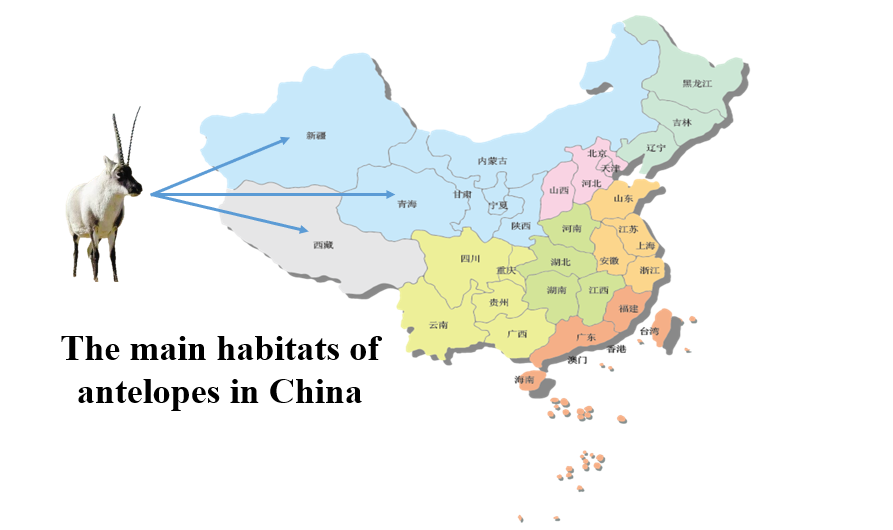 黑龙江
吉林
辽宁
新疆
内蒙古
北京
天津
河北
山西
山东
甘肃
宁夏
青海
陕西
河南
江苏
上海
西藏
四川
重庆
湖北
安徽
浙江
湖南
江西
贵州
福建
云南
广西
广东
台湾
香港
澳门
海南
The main habitats of
antelopes in China